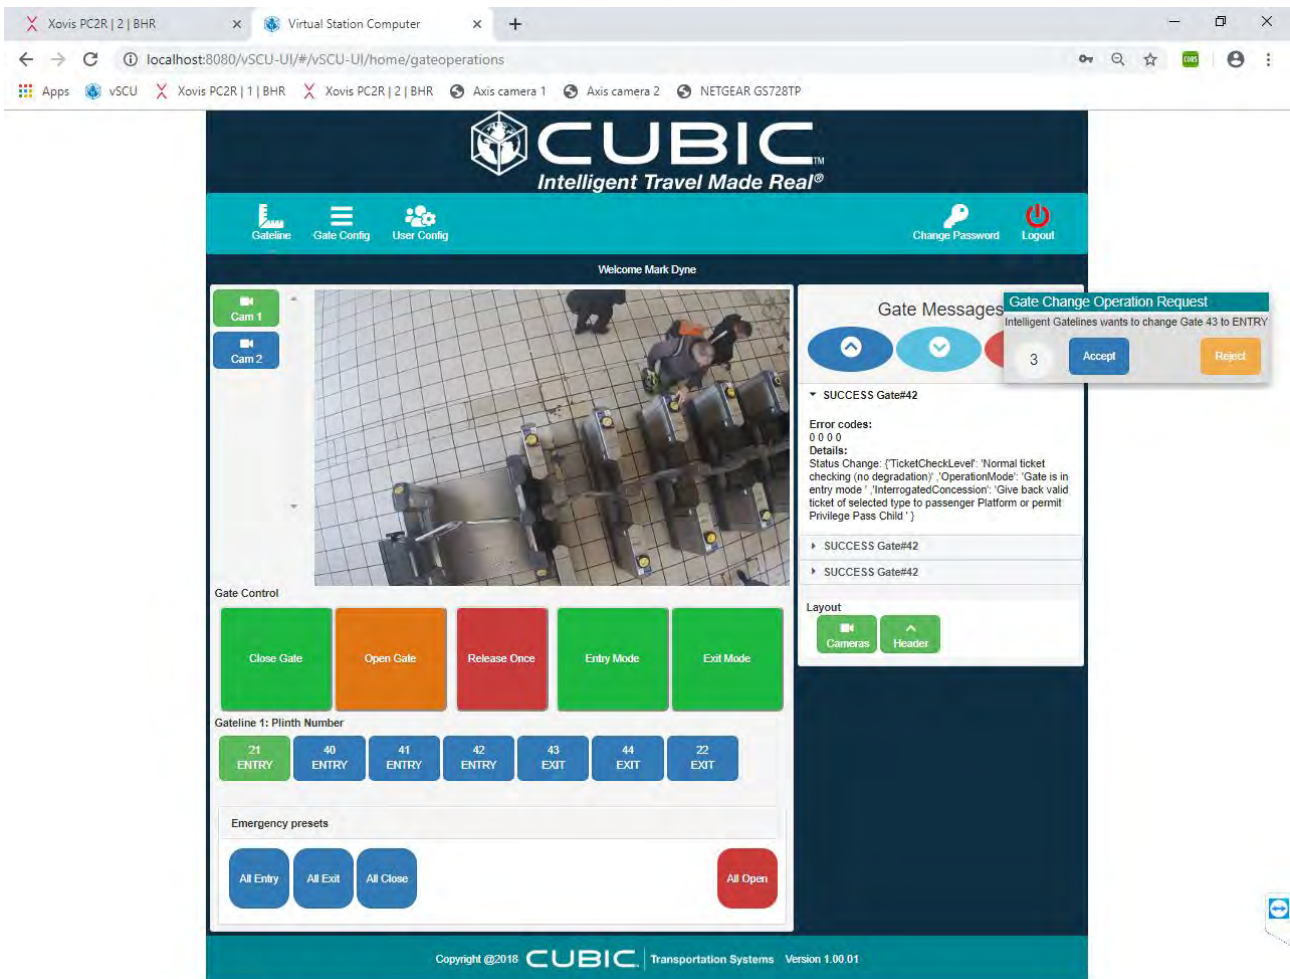 Xovis PC2R | 2 | BHR
Virtual Station Computer
localhost:8080/vSCU-UI/#/vSCU-UI/home/gateoperations
CORS
Apps vSCU Xovis PC2R | 1 | BHR Xovis PC2R | 2 | BHR Axis camera 1 Axis camera 2 NETGEAR GS728TP
CUBIC TM
Intelligent Travel Made Real®
Gateline Gate Config User Config Change Password Logout
Welcome Mark Dyne
Cam 1
Cam 2
Gate Messages
Gate Change Operation Request
Intelligent Gatelines wants to change Gate 43 to ENTRY
3 Accept Reject
SUCCESS Gate#42
Error codes:
0 0 0 0
Details:
Status Change: {'TicketCheckLevel': 'Normal ticket
checking (no degradation)' ,'OperationMode': 'Gate is in
entry mode ' ,'InterrogatedConcession': 'Give back valid
ticket of selected type to passenger Platform or permit
Privilege Pass Child ' }
SUCCESS Gate#42
SUCCESS Gate#42
Layout
Cameras Header
Gate Control
Close Gate Open Gate Release Once Entry Mode Exit Mode
Gateline 1: Plinth Number
21 40 41 42 43 44 22
ENTRY ENTRY ENTRY ENTRY EXIT EXIT EXIT
Emergency presets
All Entry All Exit All Close All Open
Copyright @2018 CUBIC Transportation Systems Version 1.00.01